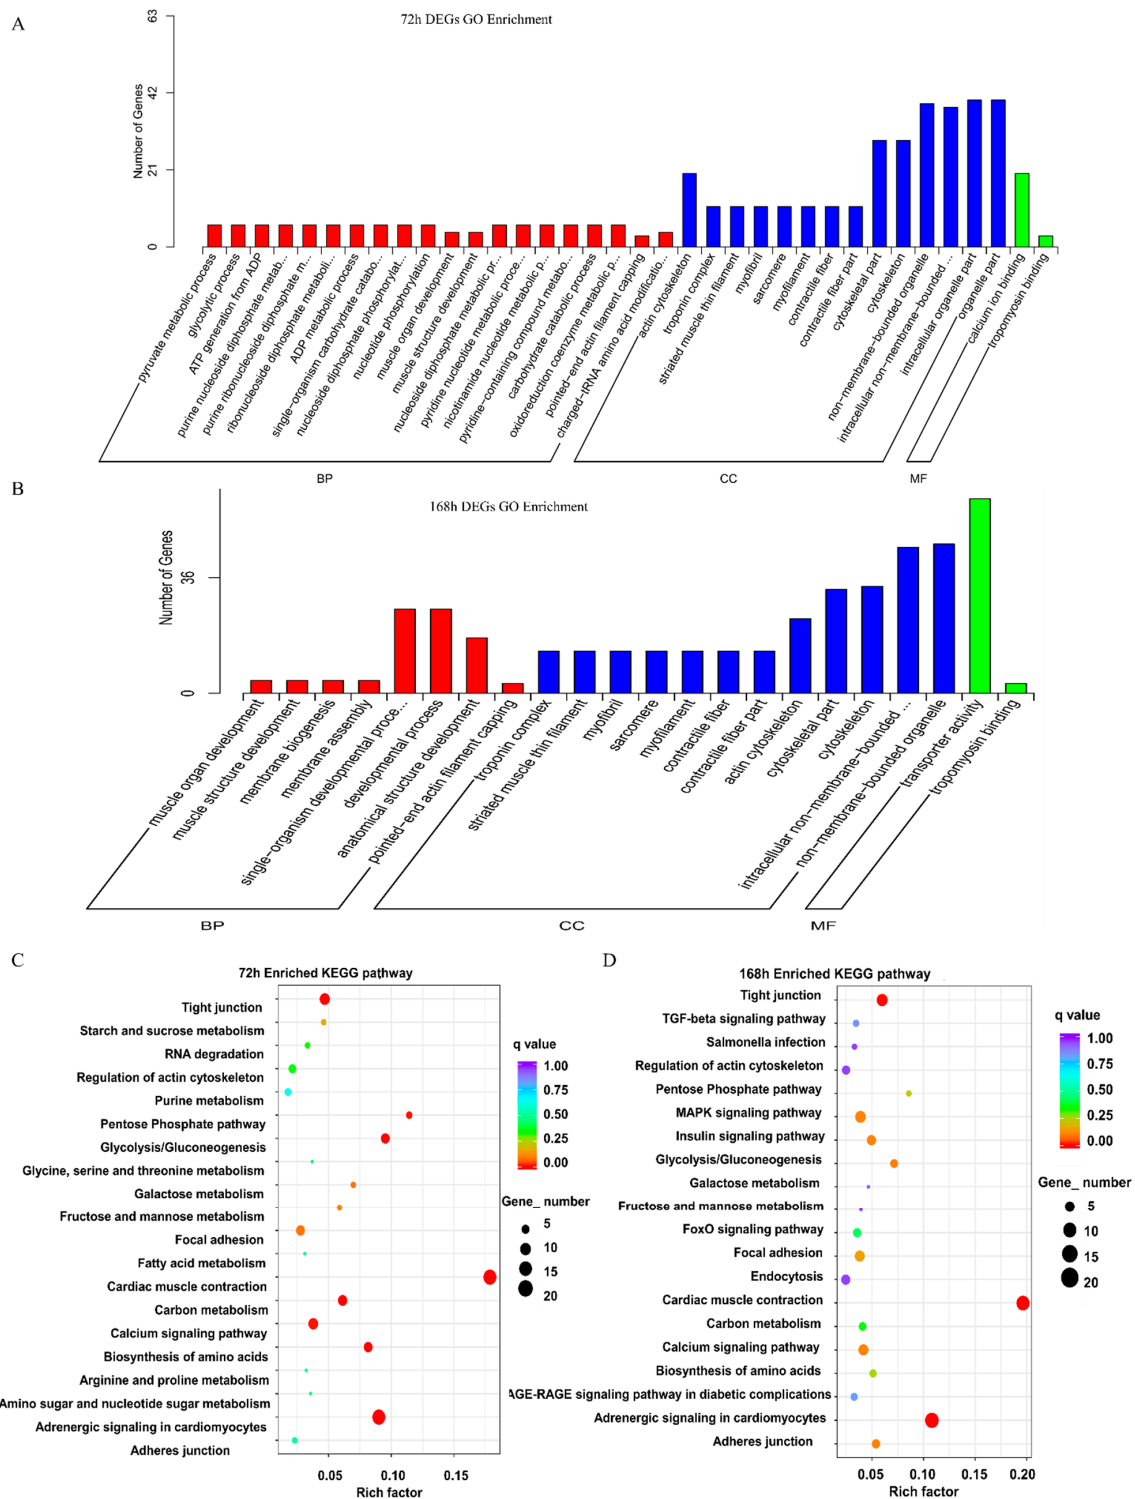 A
72h DEGs GO Enrichment
Number of Genes
63
42
21
0
pyruvate metabolic process
glycolytic process
ATP generation from ADP
purine nucleoside diphosphate metab...
purine ribonucleoside diphosphate m...
ribonucleoside diphosphate metaboli...
ADP metabolic process
single-organism carbohydrate catabo...
nucleoside diphosphate phosphorylat...
nucleotide phosphorylation
muscle organ development
muscle structure development
nucleoside diphosphate metabolic pr...
pyridine nucleotide metabolic proce...
nicotinamide nucleotide metabolic p...
pyridine-containing compound metabo...
carbohydrate catabolic process
oxidoreduction coenzyme metabolic p...
pointed-end actin filament capping
charged-tRNA amino acid modificatio...
actin cytoskeleton
troponin complex
striated muscle thin filament
myofibril
sarcomere
myofilament
contractile fiber
contractile fiber part
cytoskeletal part
cytoskeleton
non-membrane-bounded organelle
intracellular non-membrane-bounded ...
intracellular organelle part
organelle part
calcium ion binding
tropomyosin binding
BP
CC
MF
B
168h DEGs GO Enrichment
Number of Genes
36
0
muscle organ development
muscle structure development
membrane biogenesis
membrane assembly
single-organism developmental proce...
developmental process
anatomical structure development
pointed-end actin filament capping
troponin complex
striated muscle thin filament
myofibril
sarcomere
myofilament
contractile fiber
contractile fiber part
actin cytoskeleton
cytoskeletal part
cytoskeleton
intracellular non-membrane-bounded ...
non-membrane-bounded organelle
transporter activity
tropomyosin binding
BP
CC
MF
C
72h Enriched KEGG pathway
Tight junction
Starch and sucrose metabolism
RNA degradation
Regulation of actin cytoskeleton
Purine metabolism
Pentose Phosphate pathway
Glycolysis/Gluconeogenesis
Glycine, serine and threonine metabolism
Galactose metabolism
Fructose and mannose metabolism
Focal adhesion
Fatty acid metabolism
Cardiac muscle contraction
Carbon metabolism
Calcium signaling pathway
Biosynthesis of amino acids
Arginine and proline metabolism
Amino sugar and nucleotide sugar metabolism
Adrenergic signaling in cardiomyocytes
Adheres junction
0.05
0.10
0.15
Rich factor
q value
1.00
0.75
0.50
0.25
0.00
Gene_ number
5
10
15
20
D
168h Enriched KEGG pathway
Tight junction
TGF-beta signaling pathway
Salmonella infection
Regulation of actin cytoskeleton
Pentose Phosphate pathway
MAPK signaling pathway
Insulin signaling pathway
Glycolysis/Gluconeogenesis
Galactose metabolism
Fructose and mannose metabolism
FoxO signaling pathway
Focal adhesion
Endocytosis
Cardiac muscle contraction
Carbon metabolism
Calcium signaling pathway
Biosynthesis of amino acids
AGE-RAGE signaling pathway in diabetic complications
Adrenergic signaling in cardiomyocytes
Adheres junction
0.05
0.10
0.15
0.20
Rich factor
q value
1.00
0.75
0.50
0.25
0.00
Gene_ number
5
10
15
20